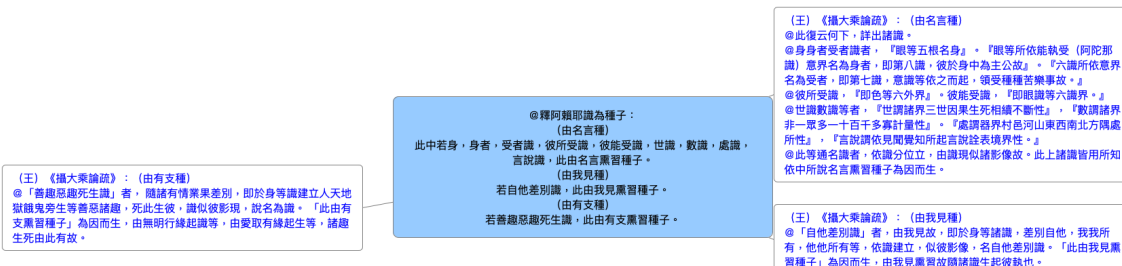 （王）《攝大乘論疏》：（由有支種）
@「善趣惡趣死生識」者， 隨諸有情業果差別，即於身等識建立人天地
獄餓鬼旁生等善惡諸趣，死此生彼，識似彼影現，說名為識。 「此由有
支熏習種子」為因而生，由無明行緣起識等，由愛取有緣起生等，諸趣
生死由此有故。
@釋阿賴耶識為種子：
（由名言種）
此中若身，身者，受者識，彼所受識，彼能受識，世識，數識，處識，
言說識，此由名言熏習種子。
（由我見種）
若自他差別識，此由我見熏習種子。
（由有支種）
若善趣惡趣死生識，此由有支熏習種子。
（王）《攝大乘論疏》：（由名言種）
@此復云何下，詳出諸識。
@身身者受者識者， 『眼等五根名身』。『眼等所依能執受（阿陀那
識）意界名為身者，即第八識，彼於身中為主公故』。『六識所依意界
名為受者，即第七識，意識等依之而起，領受種種苦樂事故。』
@彼所受識，『即色等六外界』。彼能受識，『即眼識等六識界。』
@世識數識等者，『世謂諸界三世因果生死相續不斷性』，『數謂諸界
非一眾多一十百千多寡計量性』。『處謂器界村邑河山東西南北方隅處
所性』，『言說謂依見聞覺知所起言說詮表境界性。』
@此等通名識者，依識分位立，由識現似諸影像故。此上諸識皆用所知
依中所說名言熏習種子為因而生。
（王）《攝大乘論疏》：（由我見種）
@「自他差別識」者，由我見故，即於身等諸識，差別自他，我我所
有，他他所有等，依識建立，似彼影像，名自他差別識。「此由我見熏
習種子」為因而生，由我見熏習故隨諸識生起彼執也。